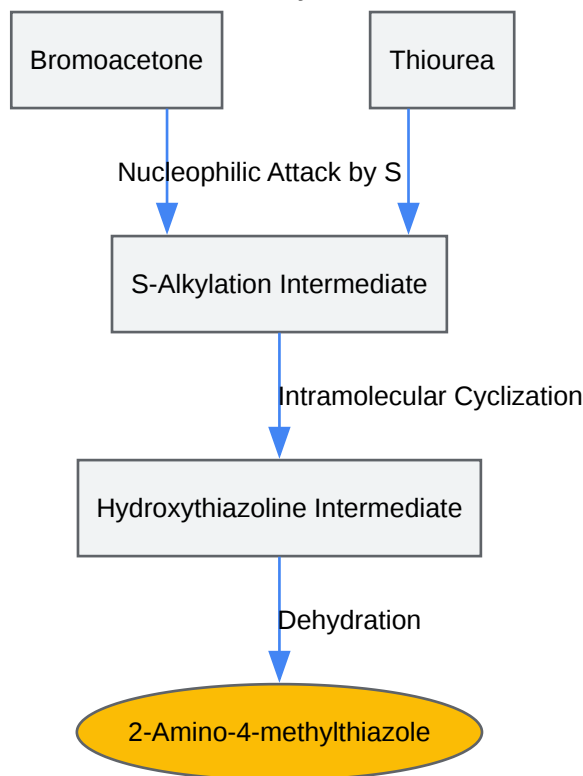 Bromoacetone
Thiourea
Nucleophilic Attack by S
S-Alkylation Intermediate
Intramolecular Cyclization
Hydroxythiazoline Intermediate
Dehydration
2-Amino-4-methylthiazole